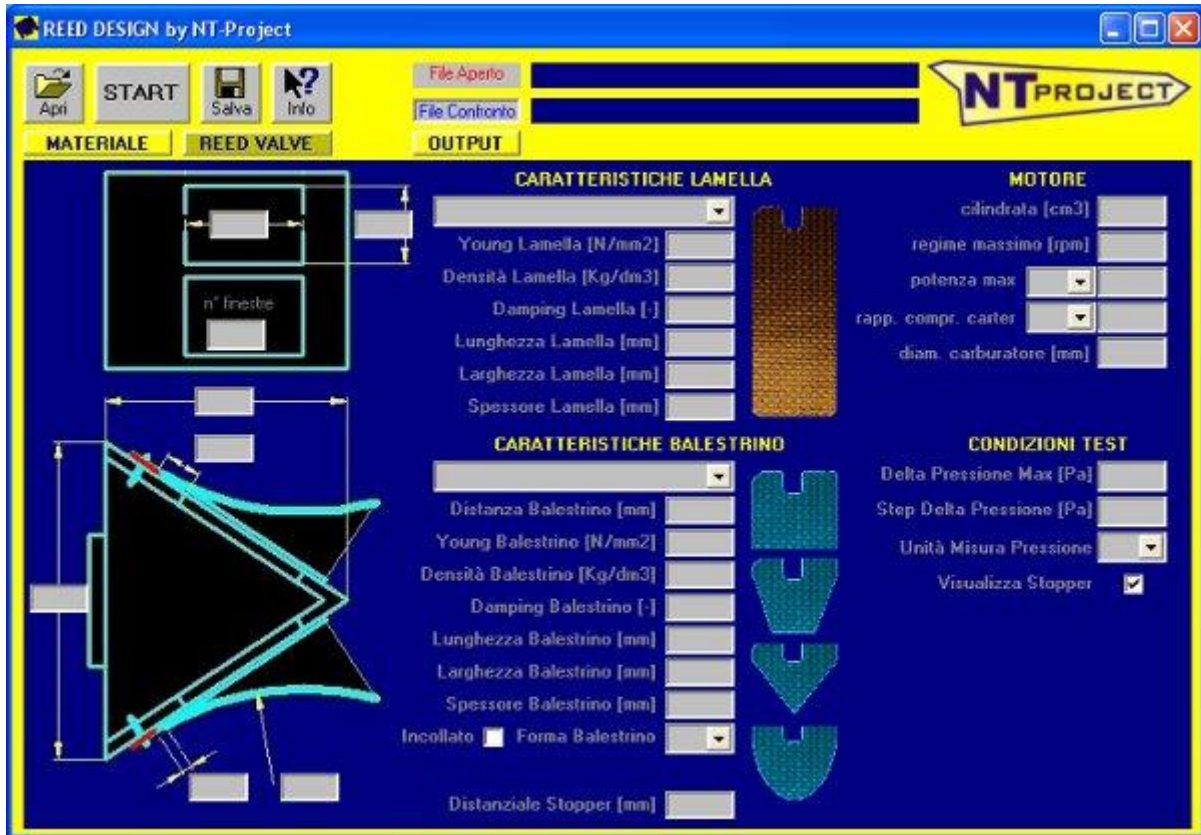 REED DESIGN by NT-Project
Apri
START
Salva
Info
File Aperto
File Confronto
NT PROJECT
MATERIALE
REED VALVE
OUTPUT
n° finestre
CARATTERISTICHE LAMELLA
Young Lamella [N/mm2]
Densità Lamella [Kg/dm3]
Damping Lamella [-]
Lunghezza Lamella [mm]
Larghezza Lamella [mm]
Spessore Lamella [mm]
CARATTERISTICHE BALESTRINO
Distanza Balestrino [mm]
Young Balestrino [N/mm2]
Densità Balestrino [Kg/dm3]
Damping Balestrino [-]
Lunghezza Balestrino [mm]
Larghezza Balestrino [mm]
Spessore Balestrino [mm]
Incollato Forma Balestrino
Distanziale Stopper [mm]
MOTORE
cilindrata [cm3]
regime massimo [rpm]
potenza max
rapp. compr. carter
diam. carburatore [mm]
CONDIZIONI TEST
Delta Pressione Max [Pa]
Step Delta Pressione [Pa]
Unità Misura Pressione
Visualizza Stopper